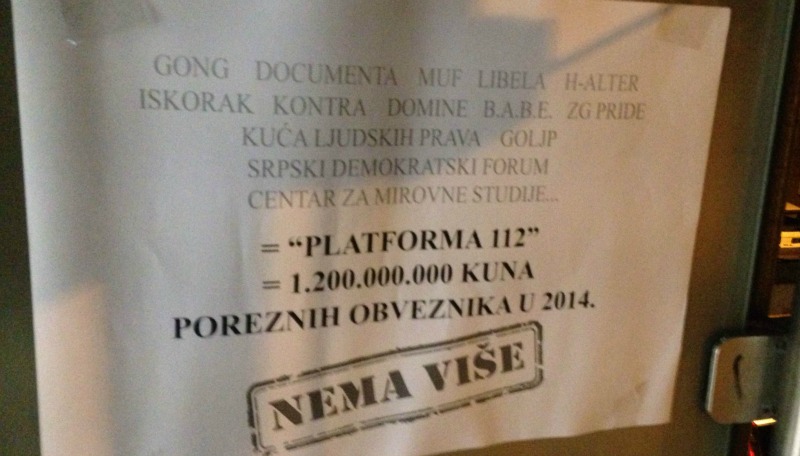 GONG DOCUMENTA MUF LIBELA H-ALTER
ISKORAK KONTRA DOMINE B.A.B.E. ZG PRIDE
KUĆA LJUDSKIH PRAVA GOLJP
SRPSKI DEMOKRATSKI FORUM
CENTAR ZA MIROVNE STUDIJE...
= “PLATFORMA 112”
= 1.200.000.000 KUNA
POREZNIH OBVEZNIKA U 2014.
NEMA VIŠE